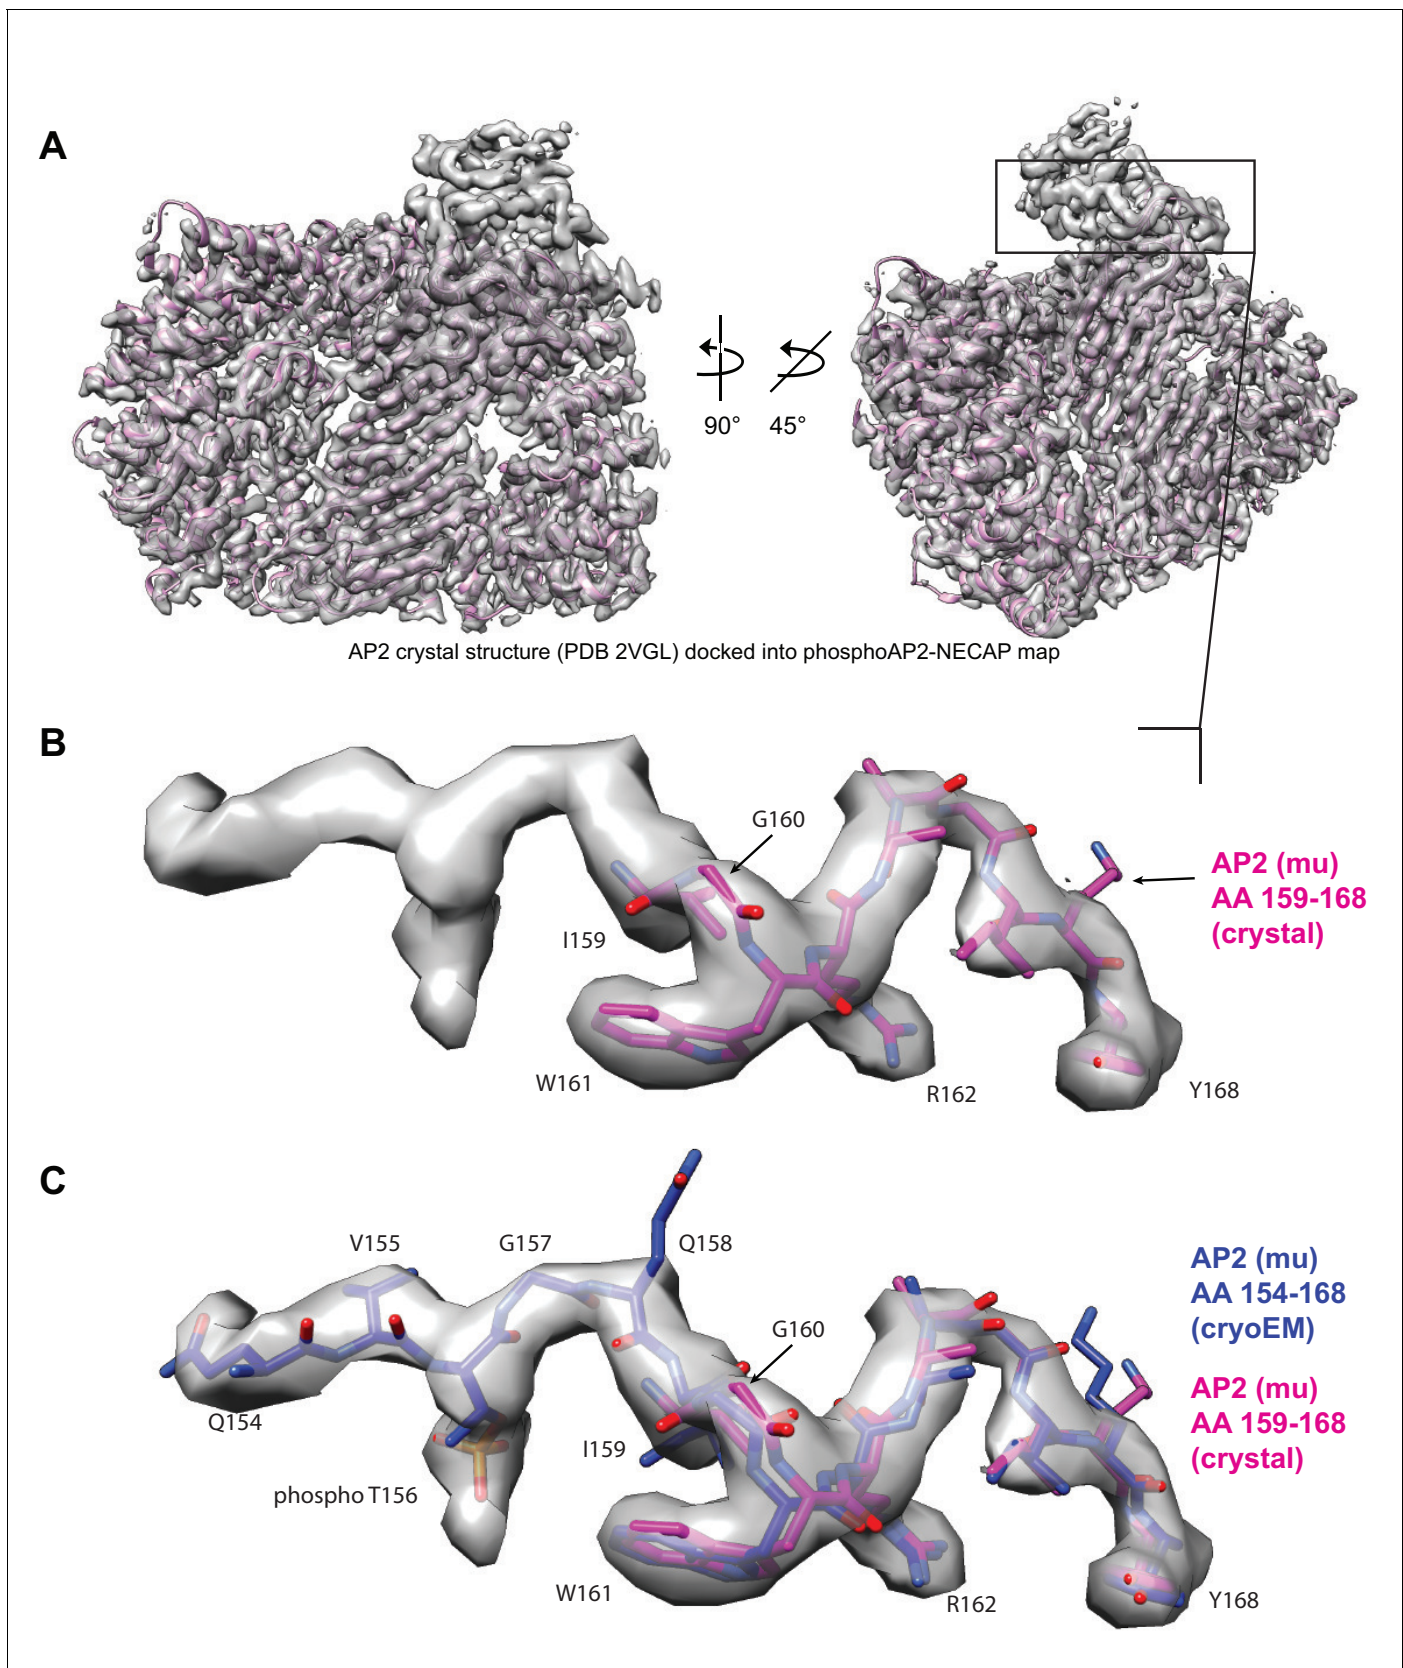 A
90°
45°
AP2 crystal structure (PDB 2VGL) docked into phosphoAP2-NECAP map
B
G160
AP2 (mu)
AA 159-168
(crystal)
I159
W161
R162
Y168
C
V155
G157
Q158
AP2 (mu)
AA 154-168
(cryoEM)
G160
AP2 (mu)
AA 159-168
(crystal)
Q154
I159
phospho T156
W161
R162
Y168